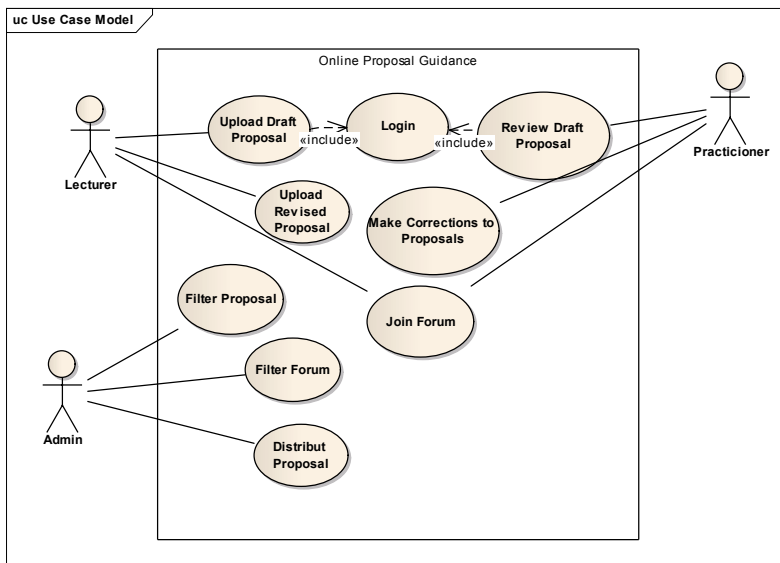 uc Use Case Model
Online Proposal Guidance
Upload Draft
Proposal
Login
Review Draft
Proposal
«include»
«include»
Lecturer
Practicioner
Upload
Revised
Proposal
Make Corrections to
Proposals
Filter Proposal
Join Forum
Filter Forum
Admin
Distribut
Proposal